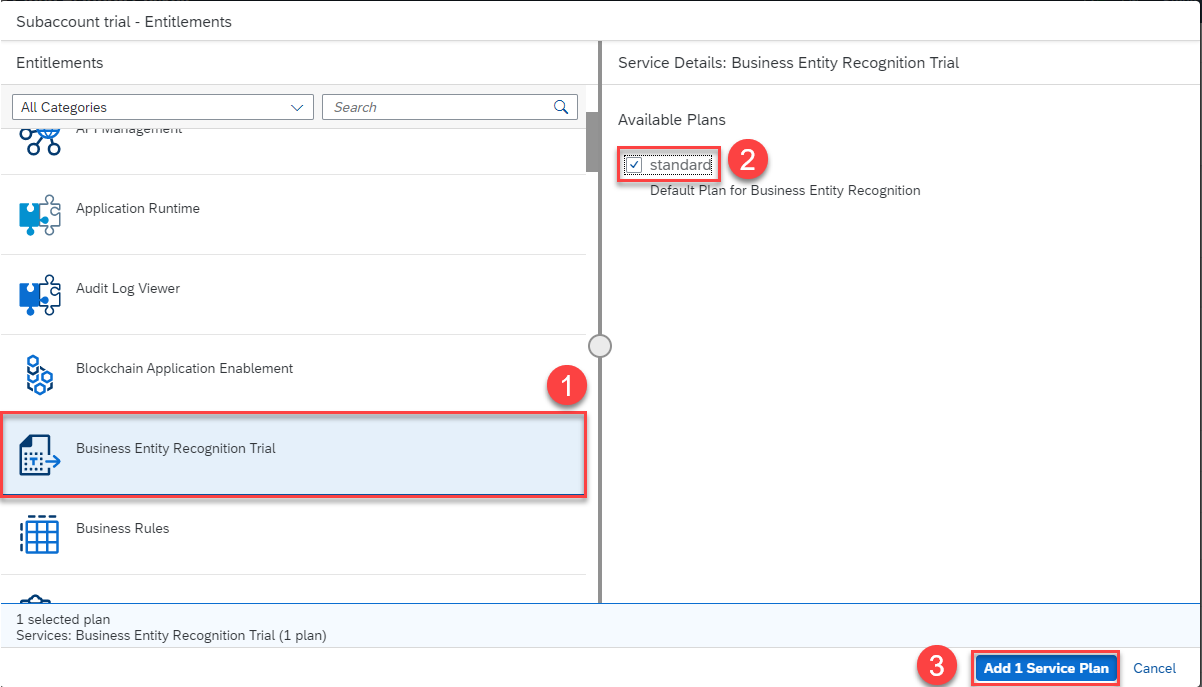 Subaccount trial - Entitlements
Entitlements
All Categories
Search
API Management
Application Runtime
Audit Log Viewer
Blockchain Application Enablement
1
Business Entity Recognition Trial
Business Rules
Service Details: Business Entity Recognition Trial
Available Plans
standard
2
Default Plan for Business Entity Recognition
1 selected plan
Services: Business Entity Recognition Trial (1 plan)
3
Add 1 Service Plan
Cancel